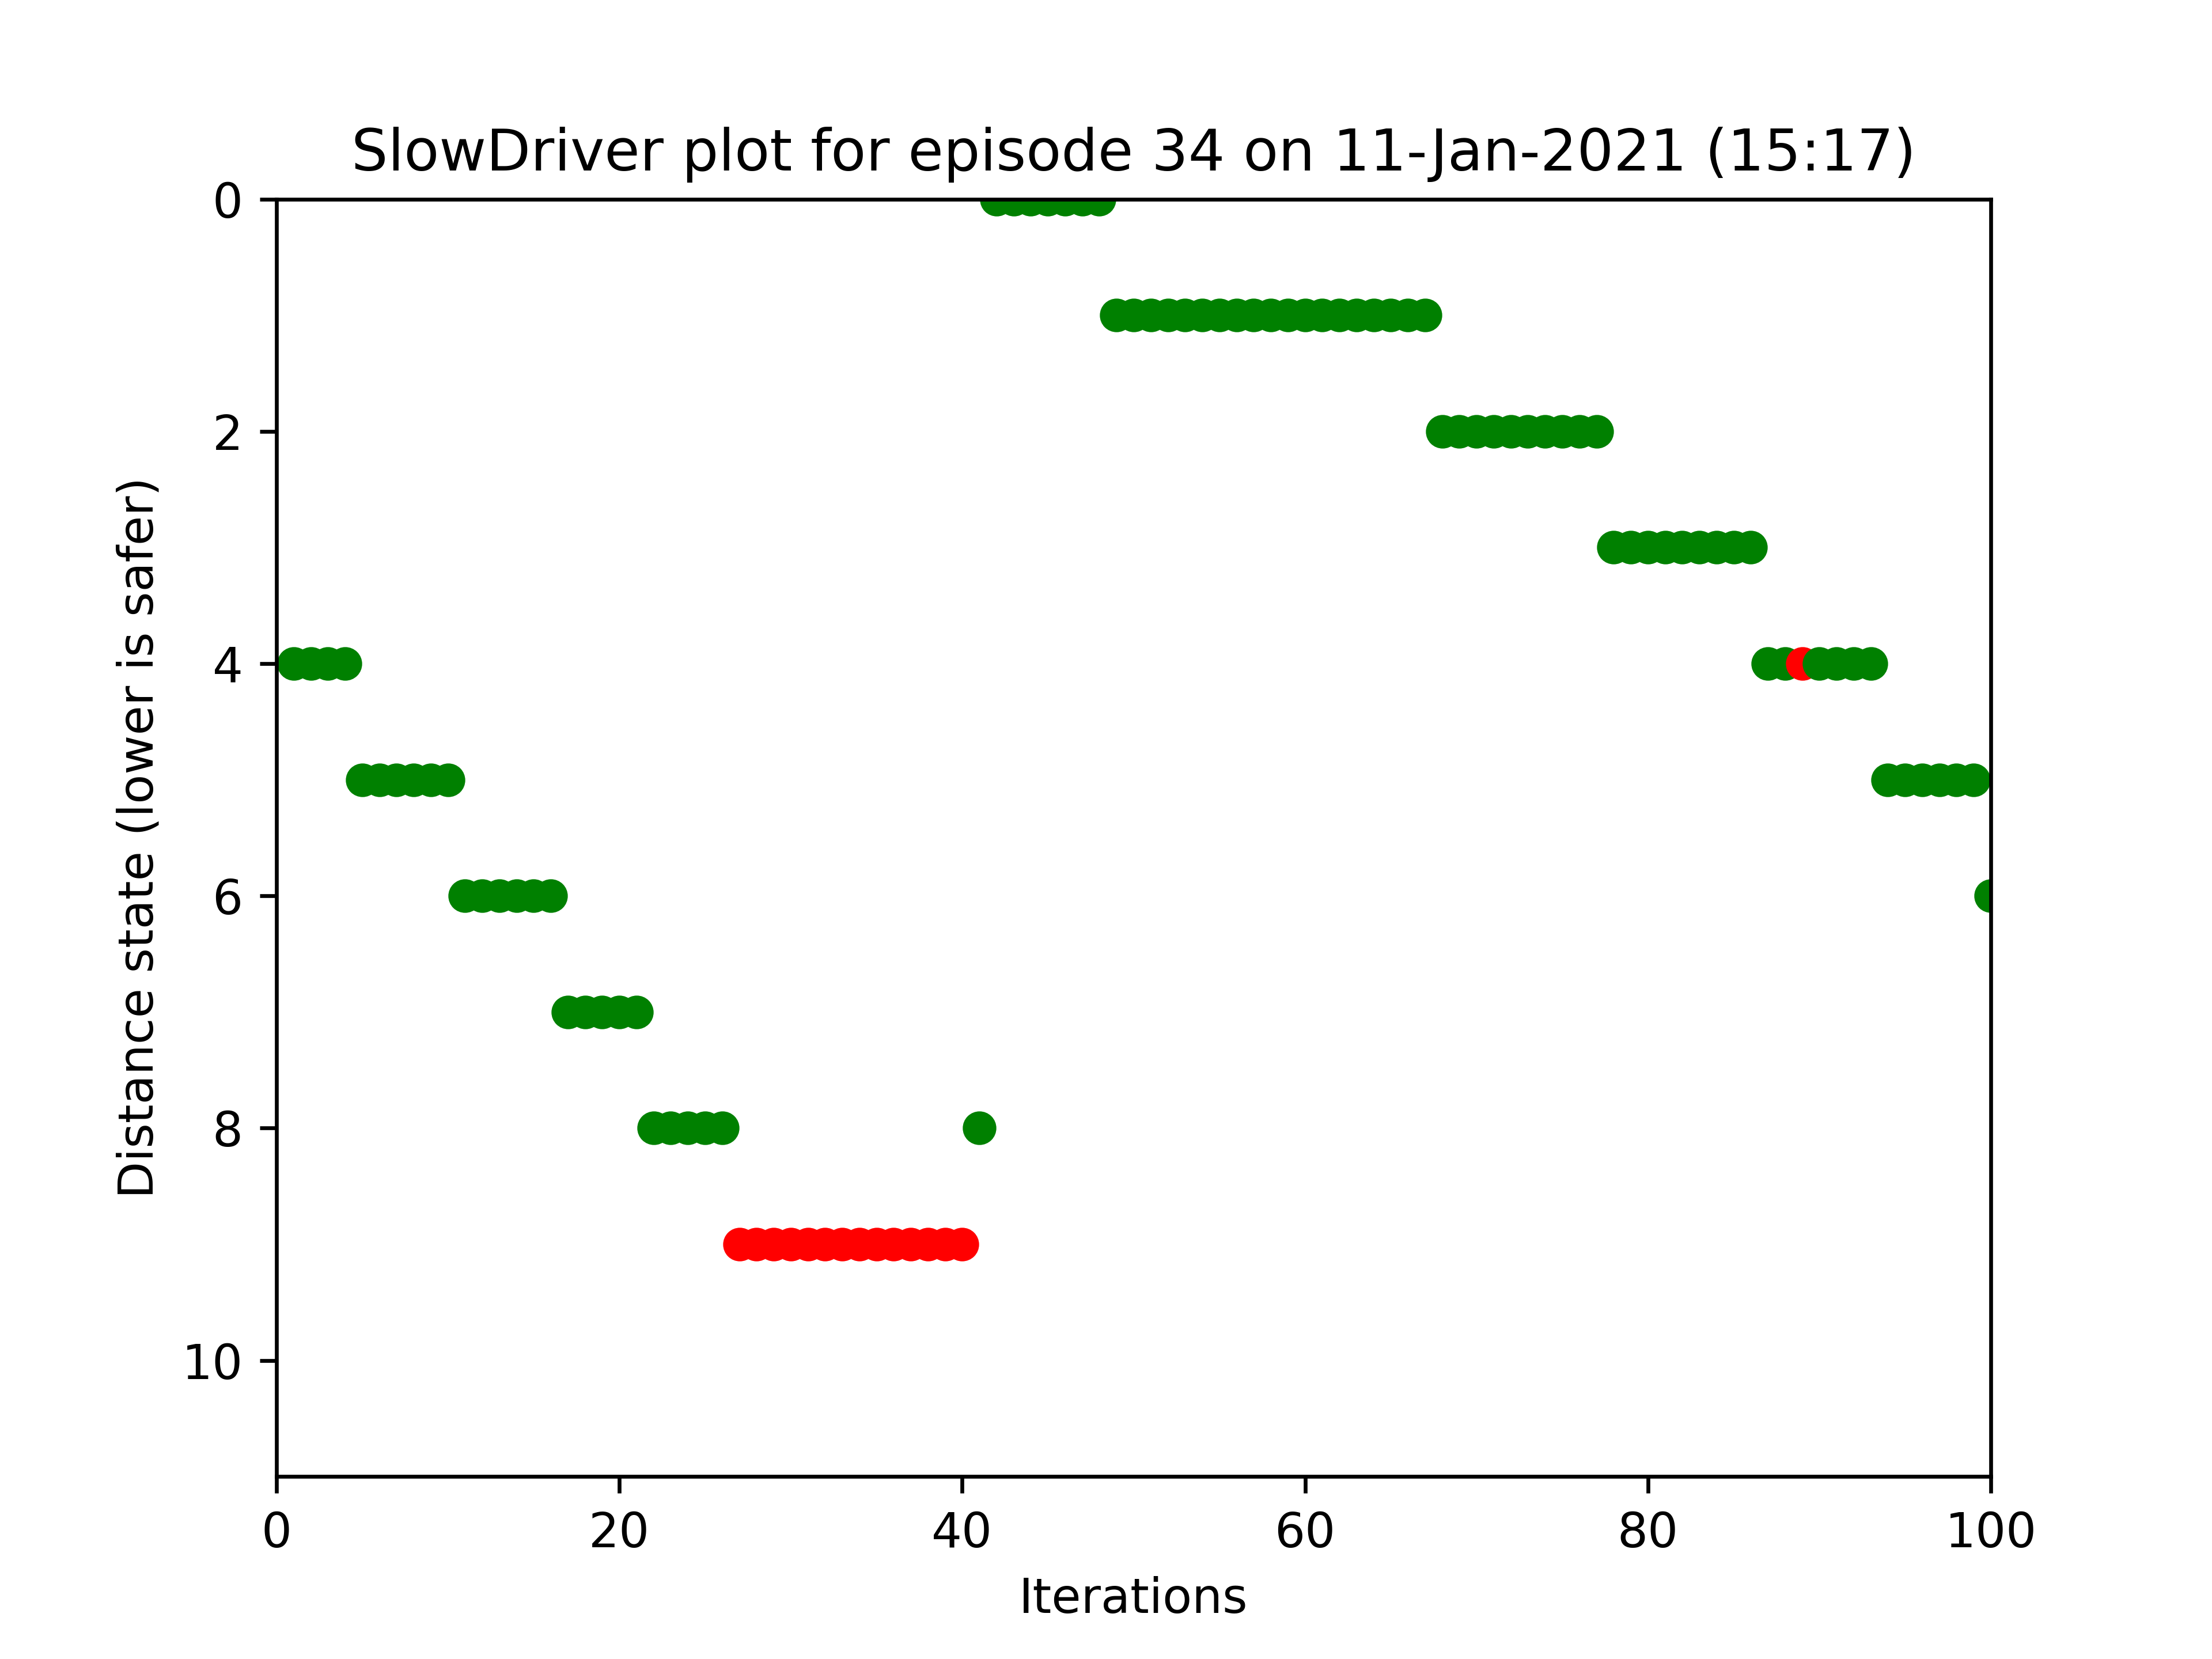 SlowDriver plot for episode 34 on 11-Jan-2021 (15:17)
0
2
4
6
8
10
Distance state (lower is safer)
0 20 40 60 80 100
Iterations